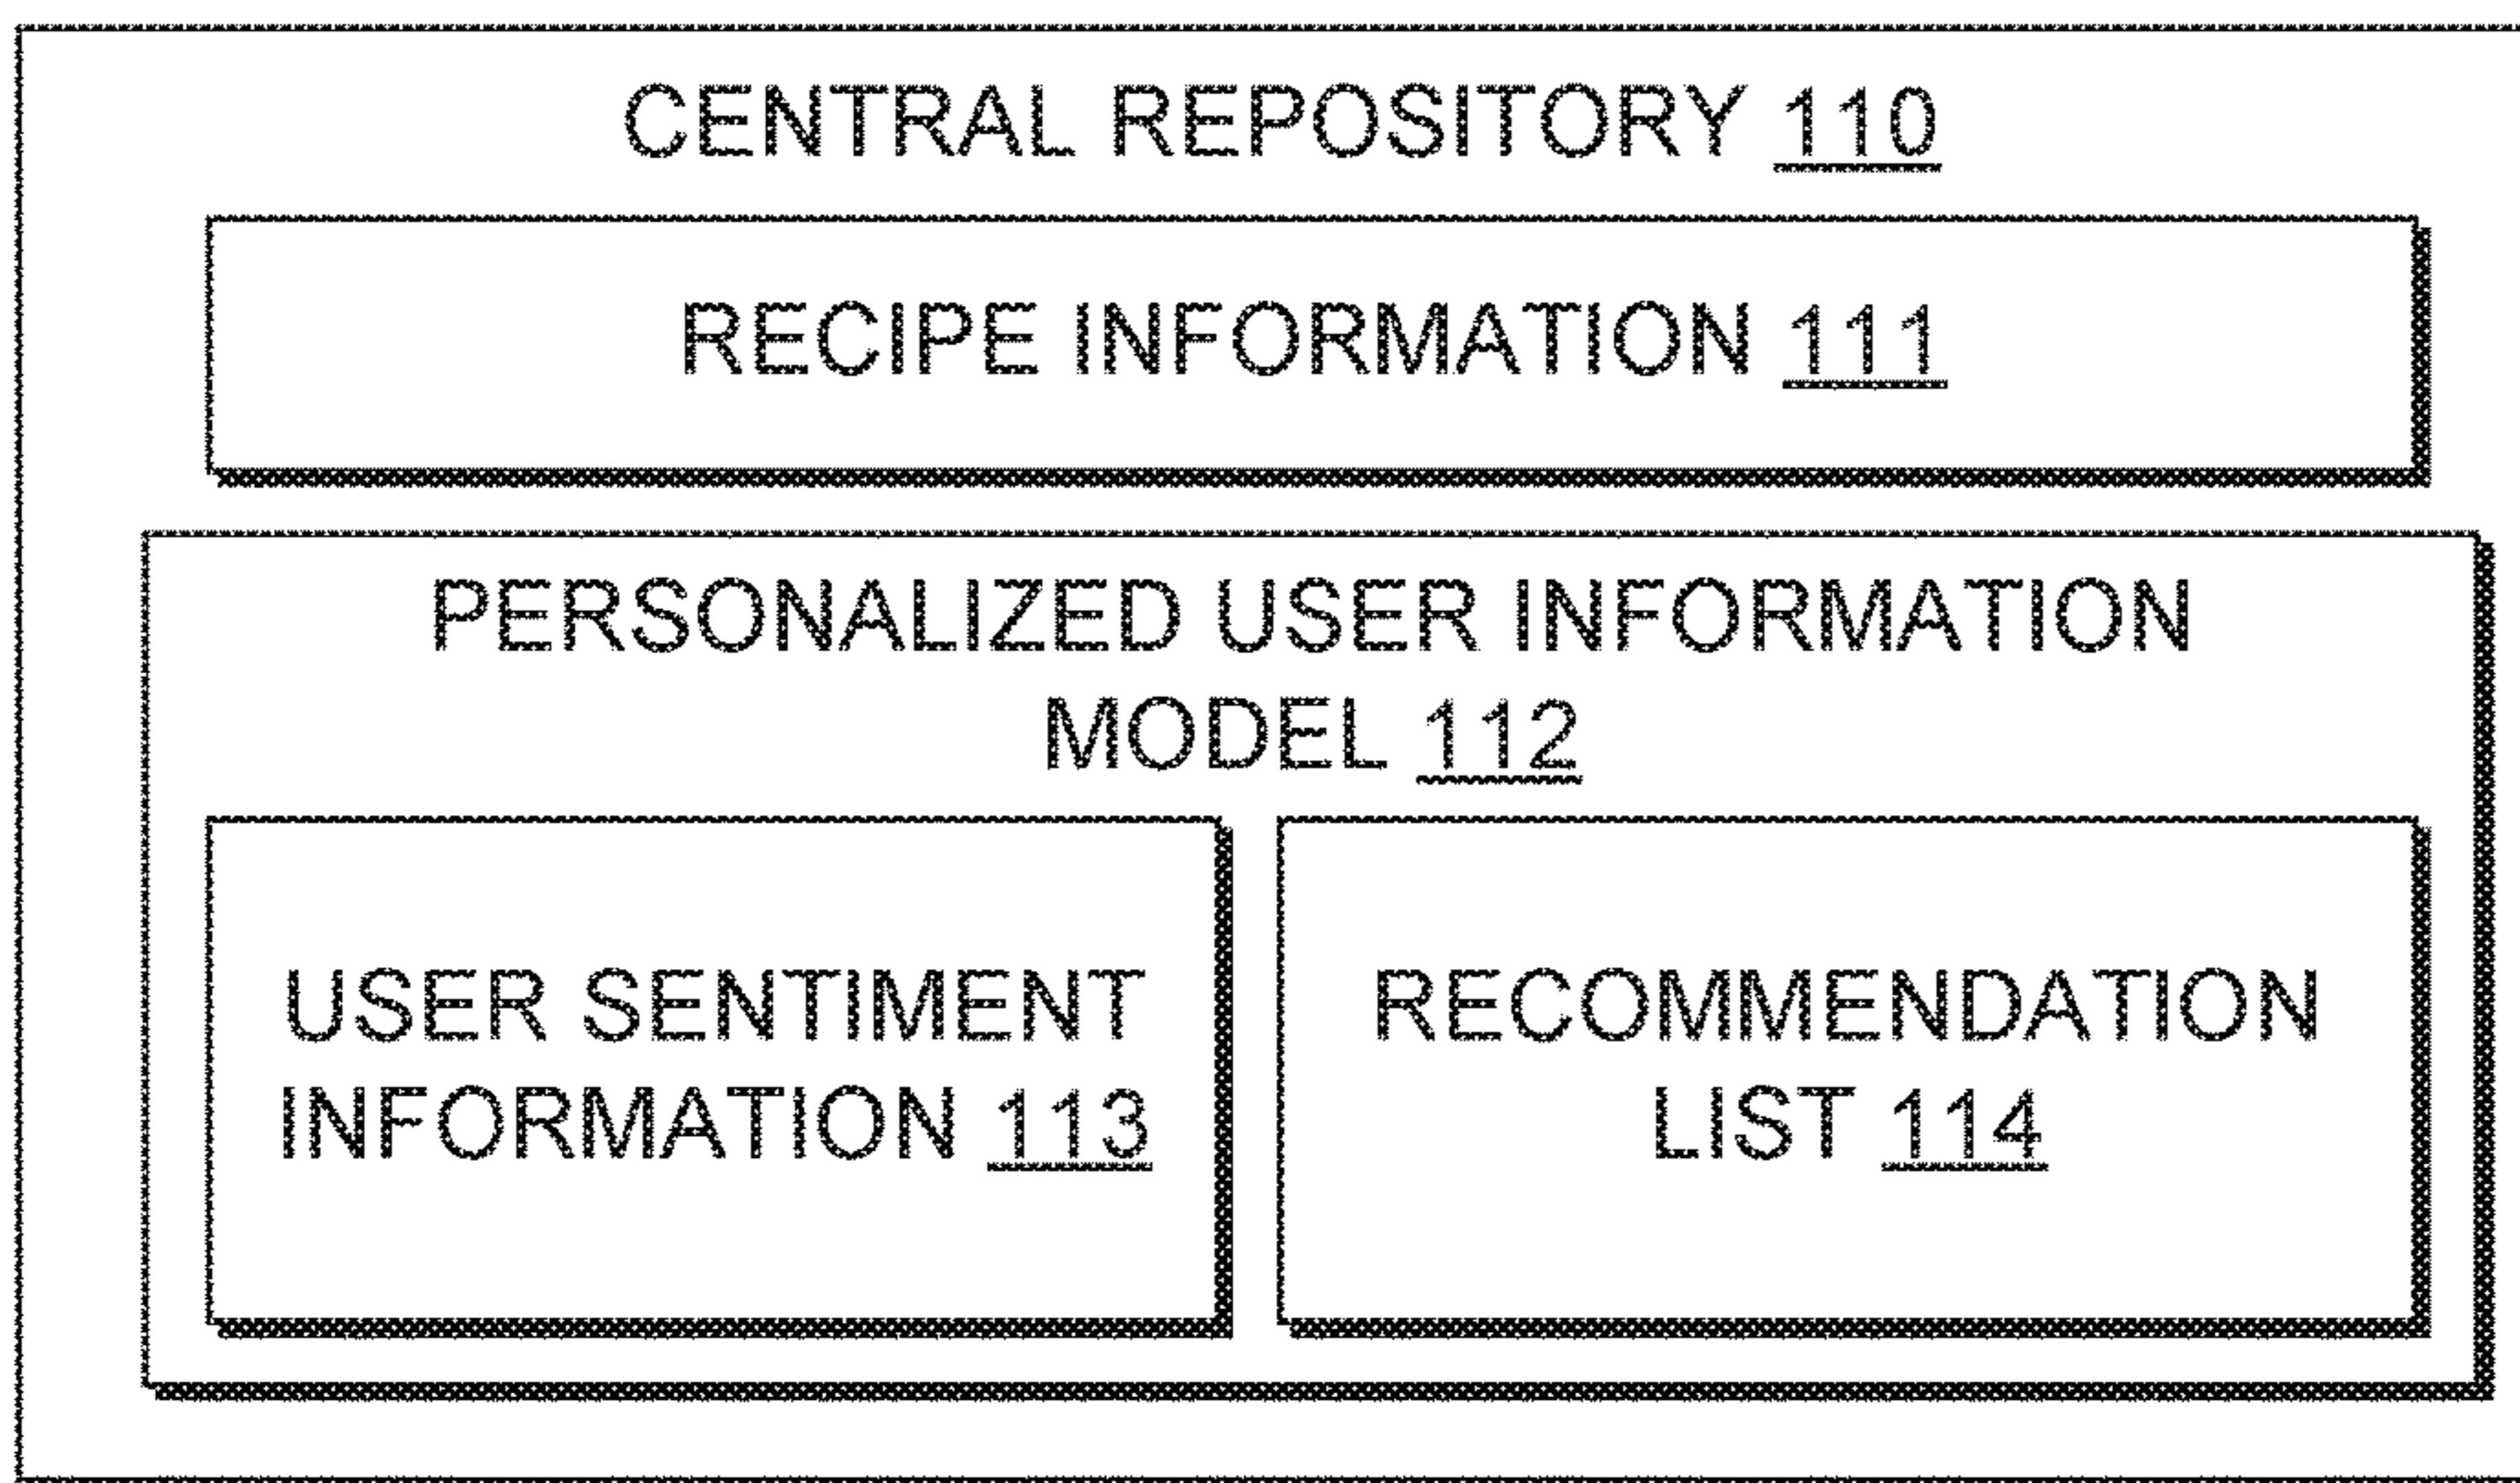 CENTRAL REPOSITORY 110
RECIPE INFORMATION 111
PERSONALIZED USER INFORMATION
MODEL 112
USER SENTIMENT
INFORMATION 113
RECOMMENDATION
LIST 114